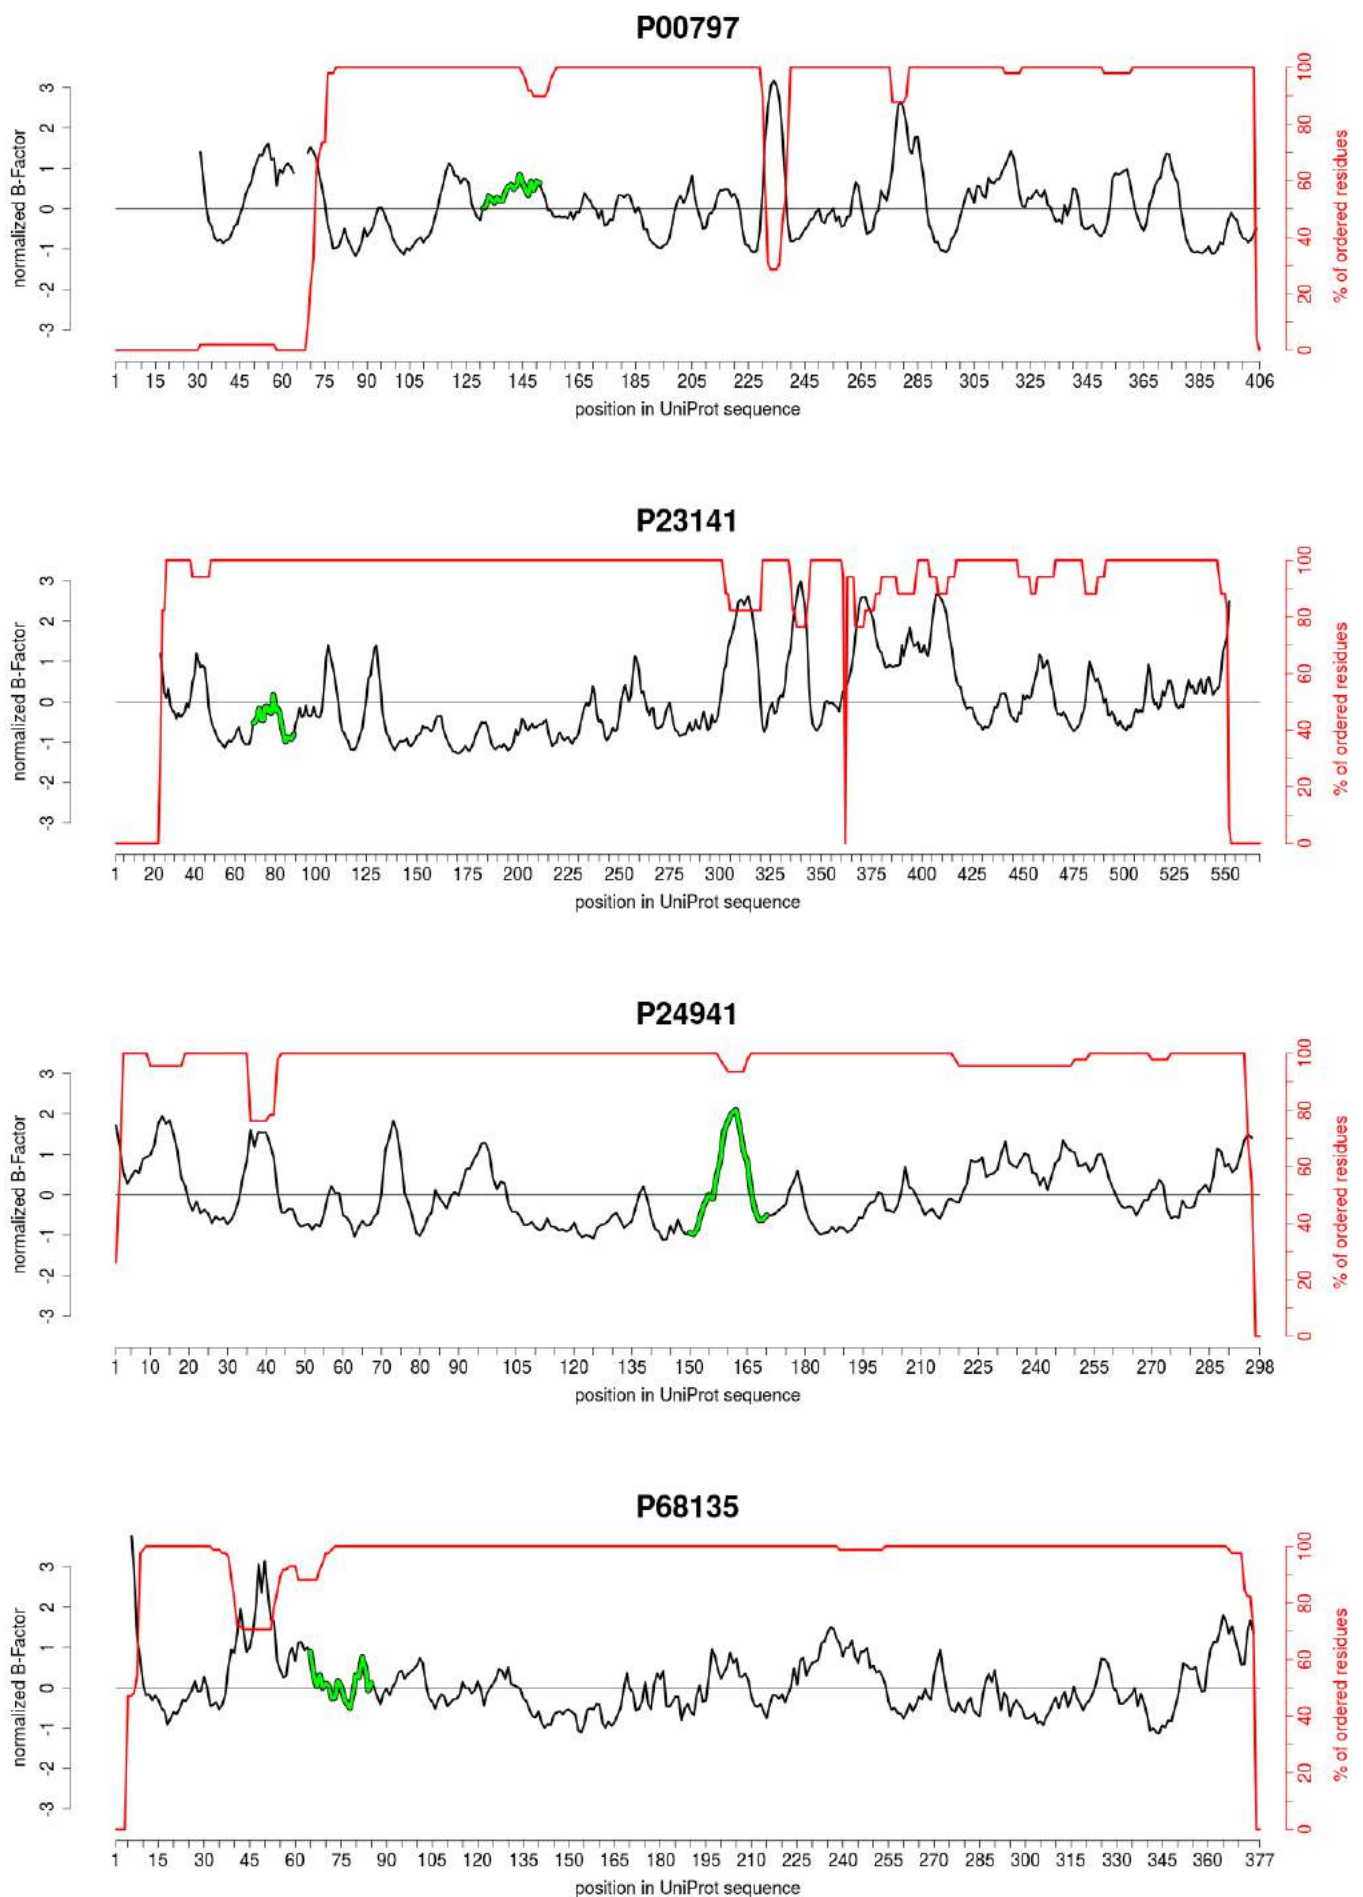 P00797
3
2
1
0
-1
-2
-3
normalized B-Factor
100
80
60
40
20
0
% of ordered residues
1 15 30 45 60 75 90 105 125 145 165 185 205 225 245 265 285 305 325 345 365 385 406
position in UniProt sequence
P23141
3
2
1
0
-1
-2
-3
normalized B-Factor
100
80
60
40
20
0
% of ordered residues
1 20 40 60 80 100 125 150 175 200 225 250 275 300 325 350 375 400 425 450 475 500 525 550
position in UniProt sequence
P24941
3
2
1
0
-1
-2
-3
normalized B-Factor
100
80
60
40
20
0
% of ordered residues
1 10 20 30 40 50 60 70 80 90 105 120 135 150 165 180 195 210 225 240 255 270 285 298
position in UniProt sequence
P68135
3
2
1
0
-1
-2
-3
normalized B-Factor
100
80
60
40
20
0
% of ordered residues
1 15 30 45 60 75 90 105 120 135 150 165 180 195 210 225 240 255 270 285 300 315 330 345 360 377
position in UniProt sequence